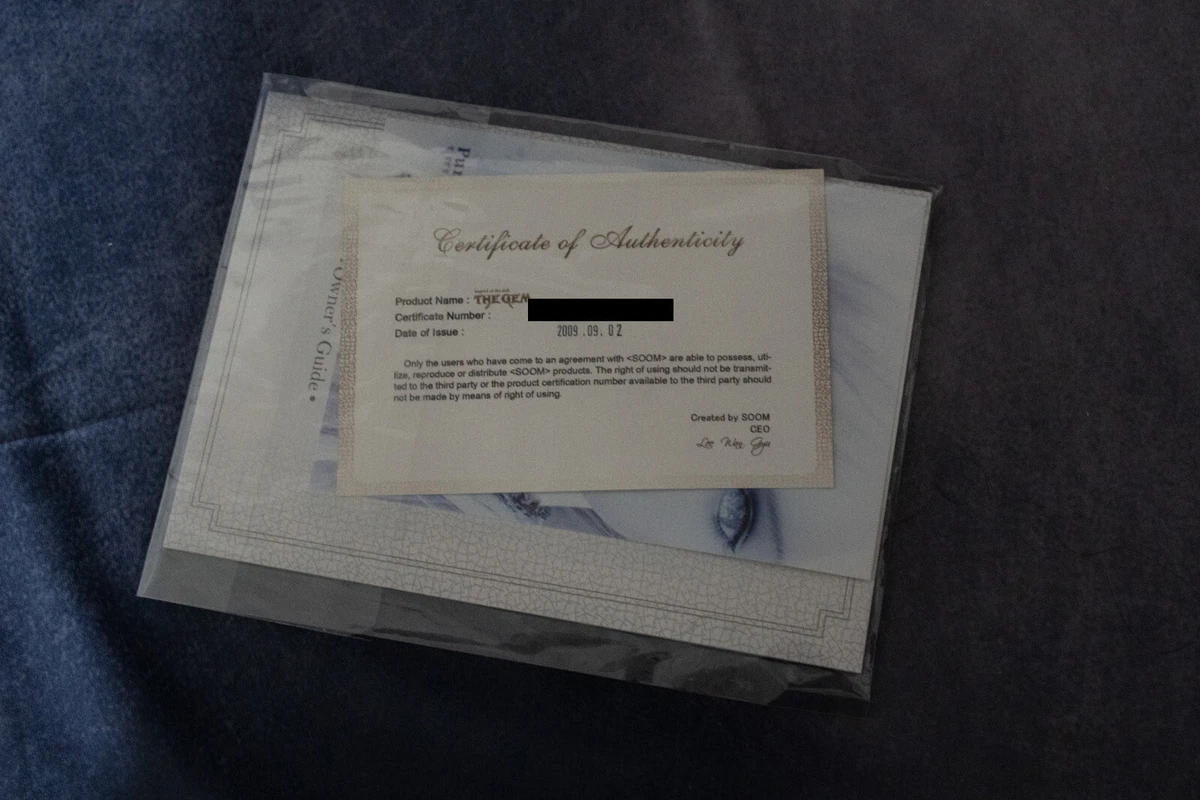 Certificate of Authenticity
Product Name : THE GEM
Certificate Number :
Date of Issue : 2009 .09. 02
Only the users who have come to an agreement with <SOOM> are able to possess, uti-
lize, reproduce or distribute <SOOM> products. The right of using should not be transmit-
ted to the third party or the product certification number available to the third party should
not be made by means of right of using.
Created by SOOM
CEO
Lee Wan Gyu
Owner's Guide •